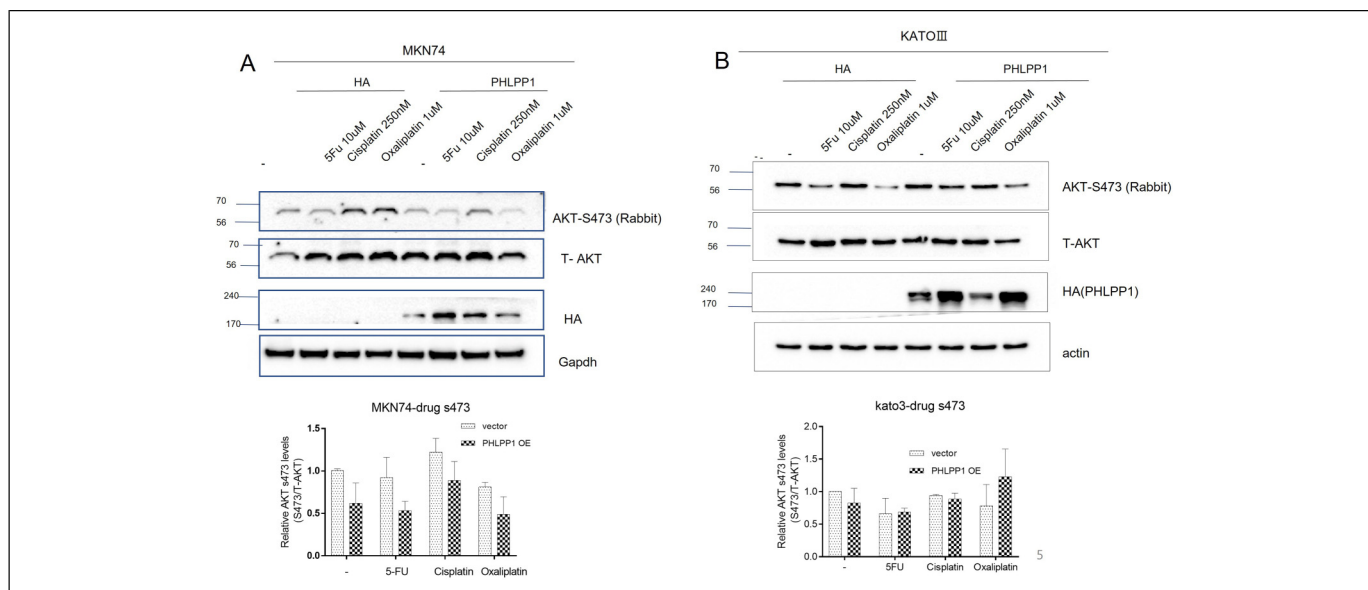 A
MKN74
HA
PHLPP1
-
5Fu 10uM
Cisplatin 250nM
Oxaliplatin 1uM
-
5Fu 10uM
Cisplatin 250nM
Oxaliplatin 1uM
70
56
AKT-S473 (Rabbit)
70
56
T- AKT
240
170
HA
Gapdh
MKN74-drug s473
vector
PHLPP1 OE
Relative AKT s473 levels
(S473/T-AKT)
1.5
1.0
0.5
0.0
- 5-FU Cisplatin Oxaliplatin
B
KATOⅢ
HA
PHLPP1
- -
-
5Fu 10uM
Cisplatin 250nM
Oxaliplatin 1uM
-
5Fu 10uM
Cisplatin 250nM
Oxaliplatin 1uM
70
56
AKT-S473 (Rabbit)
70
56
T-AKT
240
170
HA(PHLPP1)
actin
kato3-drug s473
vector
PHLPP1 OE
Relative AKT s473 levels
(S473/T-AKT)
2.0
1.5
1.0
0.5
0.0
- 5FU Cisplatin Oxaliplatin
5